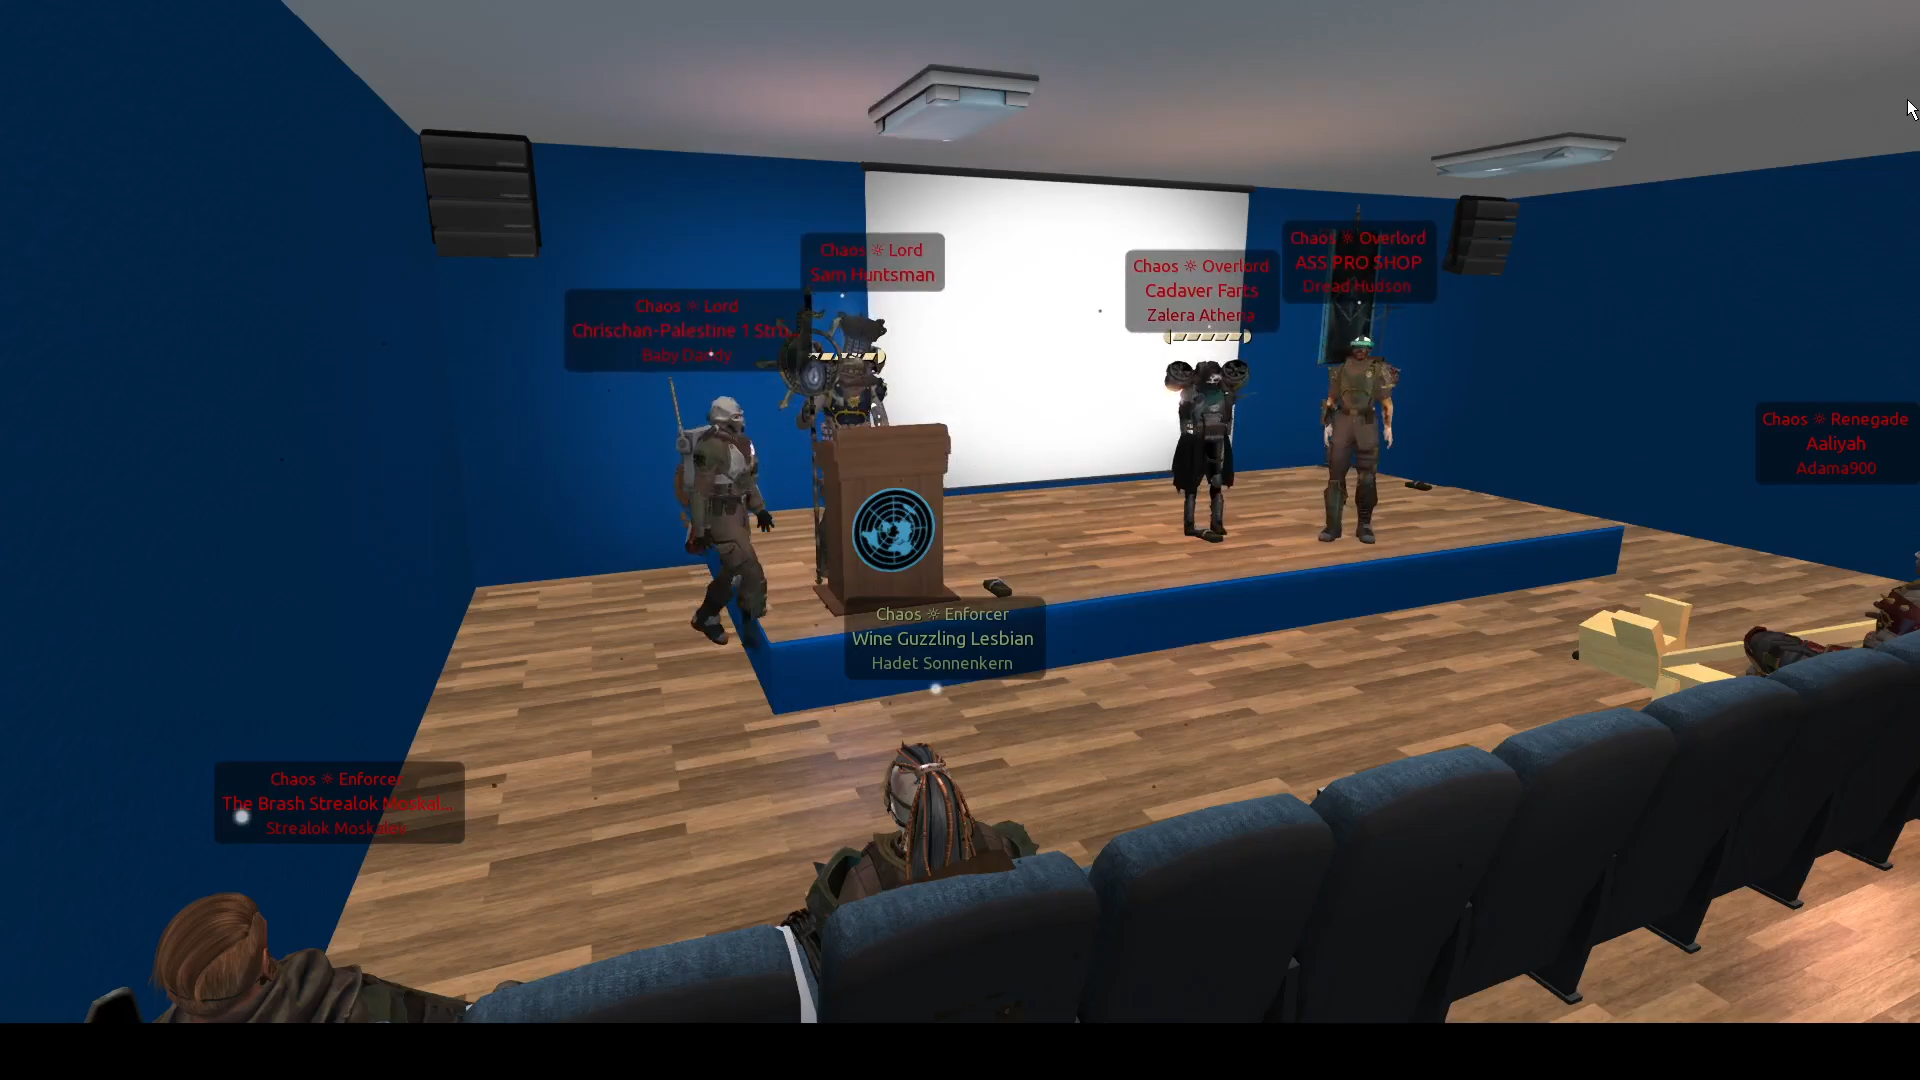 Chaos ☼ Lord
Sam Huntsman
Chaos ☼ Overlord
ASS PRO SHOP
Dread Hudson
Chaos ☼ Overlord
Cadaver Farts
Zalera Athena
Chaos ☼ Lord
Chrischan-Palestine 1 Str
Baby Daddy
Chaos ☼ Renegade
Aaliyah
Adama900
Chaos ☼ Enforcer
Wine Guzzling Lesbian
Hadet Sonnenkern
Chaos ☼ Enforcer
The Brash Strealok Moskal...
Strealok Moskalev